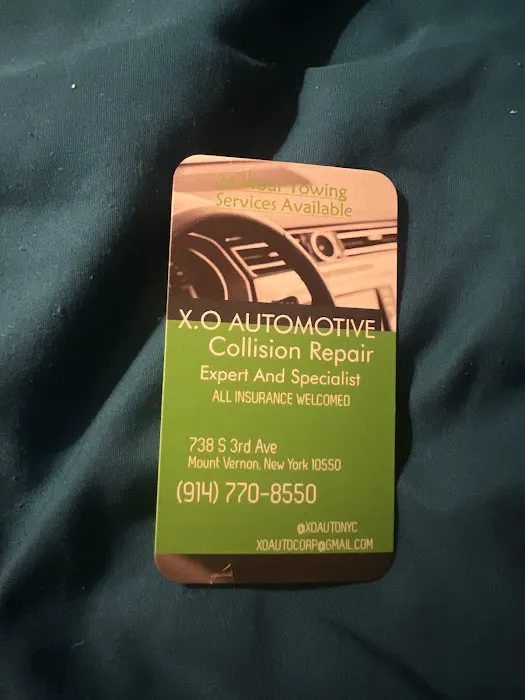 24 Hour Towing
Services Available
X.O AUTOMOTIVE
Collision Repair
Expert And Specialist
ALL INSURANCE WELCOMED
738 S 3rd Ave
Mount Vernon, New York 10550
(914) 770-8550
@XOAUTONYC
XOAUTOCORP@GMAIL.COM